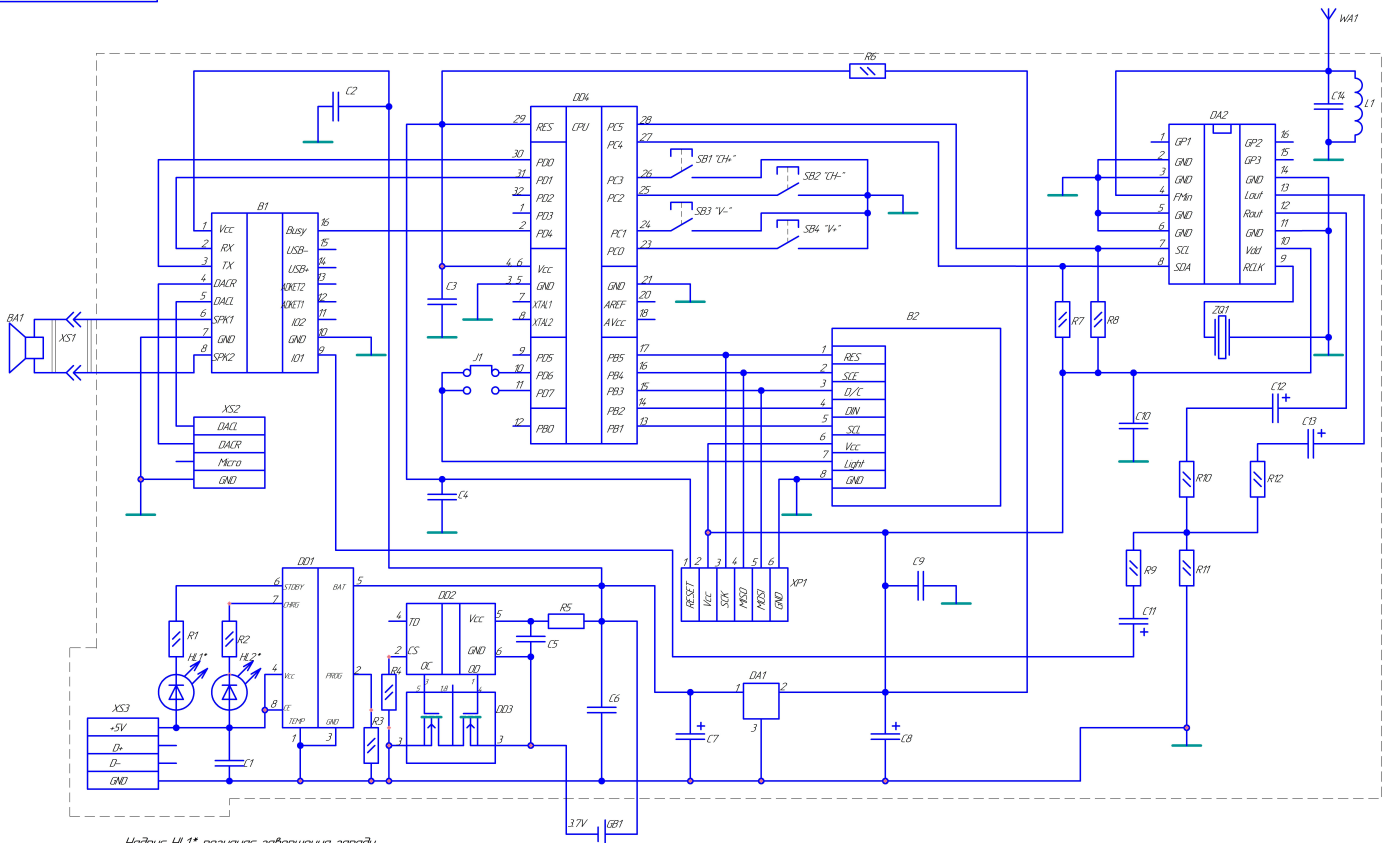 WA1
R6
C2
C14
L1
DD4
29 RES CPU PC5 28
PC4 27
30 PD0
31 PD1 PC3 26
32 PD2 PC2 25
1 PD3
2 PD4 PC1 24
PC0 23
4 6 Vcc
3 5 GND GND 21
7 XTAL1 AREF 20
8 XTAL2 AVcc 18
9 PD5 PB5 17
10 PD6 PB4 16
11 PD7 PB3 15
PB2 14
12 PB0 PB1 13
SB1 "CH+"
SB2 "CH-"
SB3 "V-"
SB4 "V+"
DA2
1 GP1 GP2 16
2 GND GP3 15
3 GND GND 14
4 FMin Lout 13
5 GND Rout 12
6 GND GND 11
7 SCL Vdd 10
8 SDA RCLK 9
B1
1 Vcc Busy 16
2 RX USB- 15
3 TX USB+ 14
4 DACR ADKET2 13
5 DACL ADKET1 12
6 SPK1 IO2 11
7 GND GND 10
8 SPK2 IO1 9
BA1
XS1
C3
J1
R7
R8
ZQ1
B2
1 RES
2 SCE
3 D/C
4 DIN
5 SCL
6 Vcc
7 Light
8 GND
C12 +
C13 +
C10
XS2
DACL
DACR
Micro
GND
C4
R10
R12
R9
R11
C11
+
1 2 3 4 5 6
RESET Vcc SCK MISO MOSI GND
XP1
C9
DD1
6 STDBY BAT 5
7 CHRG
4 Vcc PROG 2
8 CE
TEMP GND
1 3
R1
R2
HL1*
HL2*
DD2
4 TD Vcc 5
2 CS GND 6
OC OD
3 1
5 1,8 4
DD3
3 3
R5
C5
R4
R3
C6
DA1
1 2
3
C7 +
C8 +
XS3
+5V
D+
D-
GND
C1
3.7V GB1